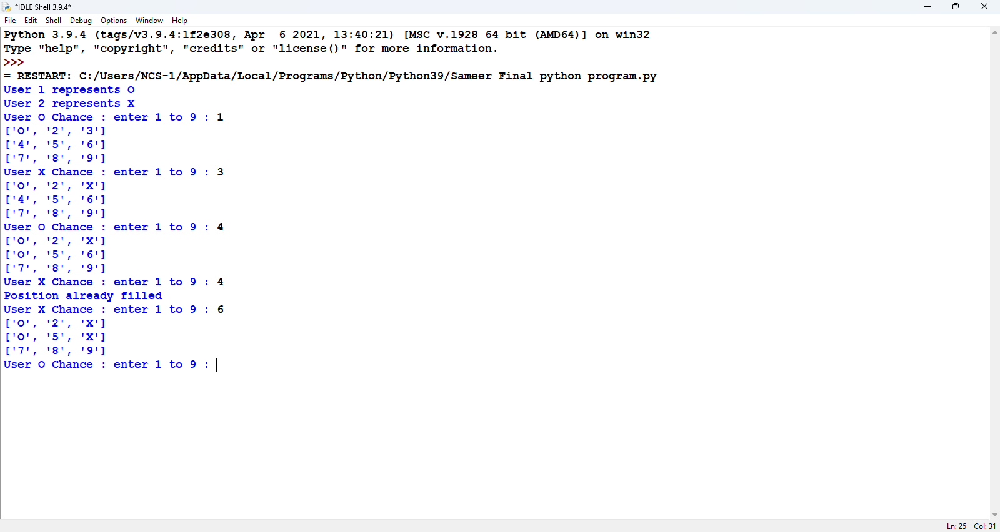 *IDLE Shell 3.9.4*
File Edit Shell Debug Options Window Help
Python 3.9.4 (tags/v3.9.4:1f2e308, Apr  6 2021, 13:40:21) [MSC v.1928 64 bit (AMD64)] on win32
Type "help", "copyright", "credits" or "license()" for more information.
>>>
= RESTART: C:/Users/NCS-1/AppData/Local/Programs/Python/Python39/Sameer Final python program.py
User 1 represents O
User 2 represents X
User O Chance : enter 1 to 9 : 1
['O', '2', '3']
['4', '5', '6']
['7', '8', '9']
User X Chance : enter 1 to 9 : 3
['O', '2', 'X']
['4', '5', '6']
['7', '8', '9']
User O Chance : enter 1 to 9 : 4
['O', '2', 'X']
['O', '5', '6']
['7', '8', '9']
User X Chance : enter 1 to 9 : 4
Position already filled
User X Chance : enter 1 to 9 : 6
['O', '2', 'X']
['O', '5', 'X']
['7', '8', '9']
User O Chance : enter 1 to 9 :
Ln: 25 Col: 31